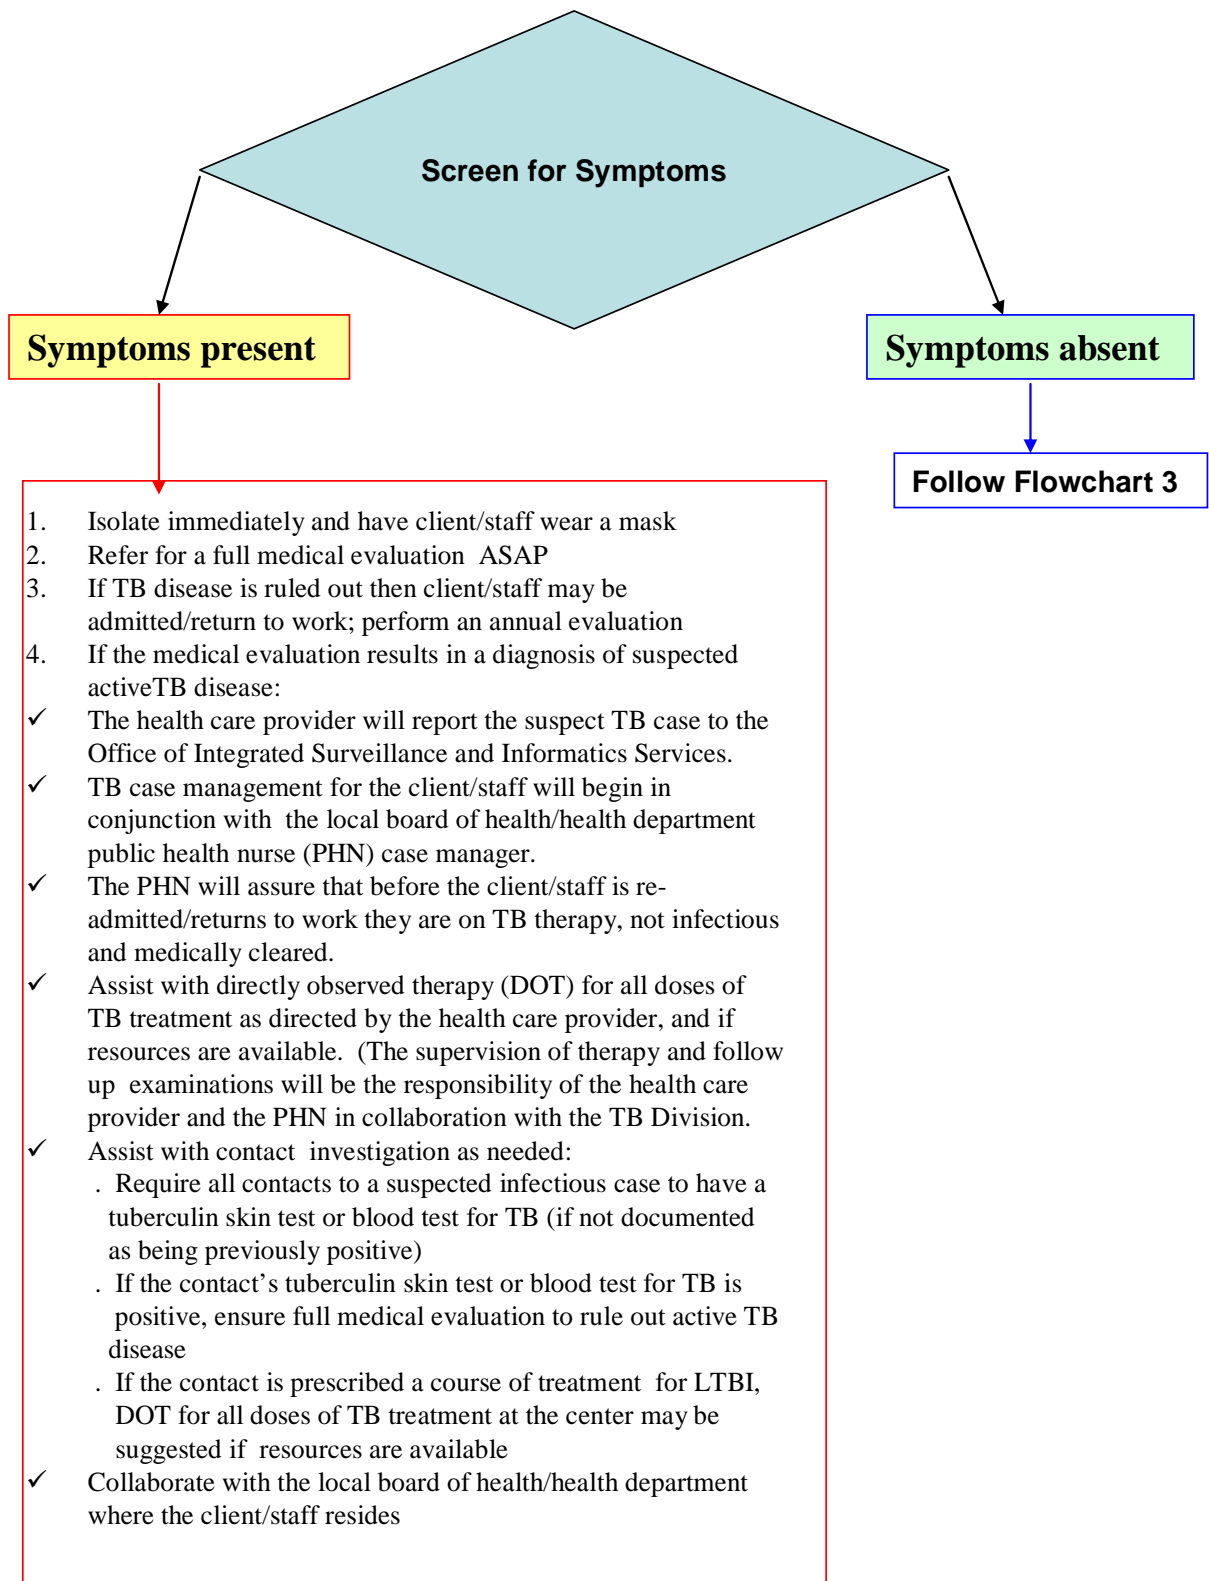 Screen for Symptoms
Symptoms present
Symptoms absent
Follow Flowchart 3
1. Isolate immediately and have client/staff wear a mask
2. Refer for a full medical evaluation  ASAP
3. If TB disease is ruled out then client/staff may be
admitted/return to work; perform an annual evaluation
4. If the medical evaluation results in a diagnosis of suspected
activeTB disease:
✓ The health care provider will report the suspect TB case to the
Office of Integrated Surveillance and Informatics Services.
✓ TB case management for the client/staff will begin in
conjunction with  the local board of health/health department
public health nurse (PHN) case manager.
✓ The PHN will assure that before the client/staff is re-
admitted/returns to work they are on TB therapy, not infectious
and medically cleared.
✓ Assist with directly observed therapy (DOT) for all doses of
TB treatment as directed by the health care provider, and if
resources are available.  (The supervision of therapy and follow
up  examinations will be the responsibility of the health care
provider and the PHN in collaboration with the TB Division.
✓ Assist with contact  investigation as needed:
. Require all contacts to a suspected infectious case to have a
tuberculin skin test or blood test for TB (if not documented
as being previously positive)
. If the contact’s tuberculin skin test or blood test for TB is
positive, ensure full medical evaluation to rule out active TB
disease
. If the contact is prescribed a course of treatment  for LTBI,
DOT for all doses of TB treatment at the center may be
suggested if  resources are available
✓ Collaborate with the local board of health/health department
where the client/staff resides